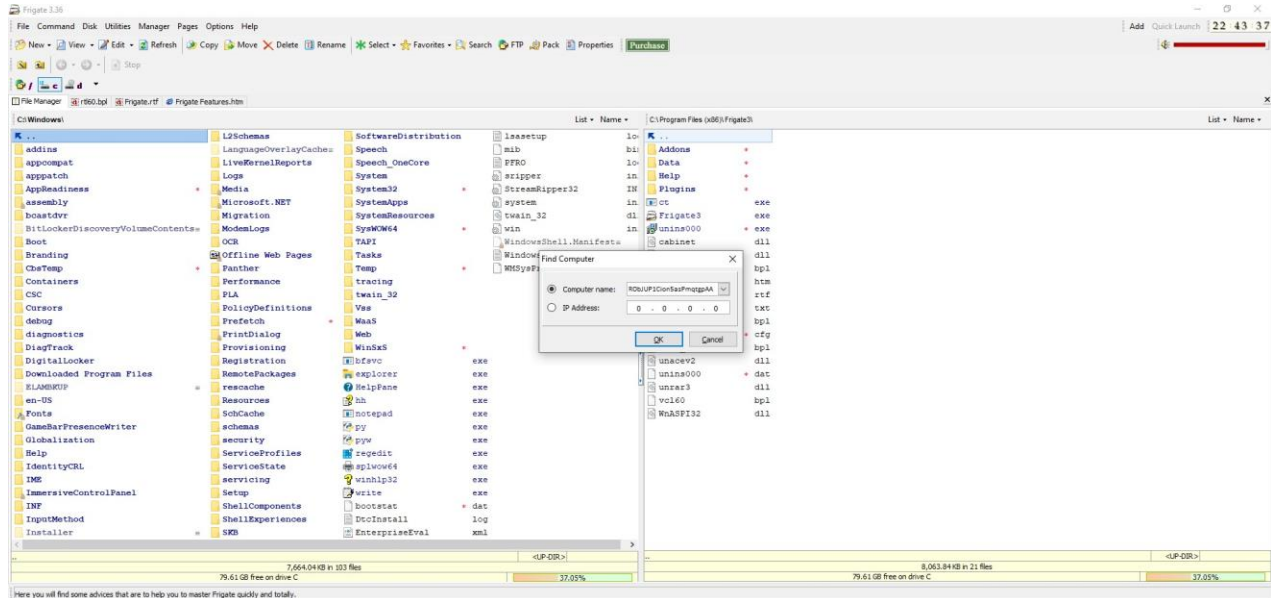 Frigate 3.36
File Command Disk Utilities Manager Pages Options Help
Add Quick Launch 22 43 37
New View Edit Refresh Copy Move Delete Rename Select Favorites Search FTP Pack Properties Purchase
Stop
/ c d
File Manager rtl60.bpl Frigate.rtf Frigate Features.htm
C:\Windows\ List Name
C:\Program Files (x86)\Frigate3\ List Name
..
addins
appcompat
apppatch
AppReadiness
assembly
bcastdvr
BitLockerDiscoveryVolumeContents
Boot
Branding
CbsTemp
Containers
CSC
Cursors
debug
diagnostics
DiagTrack
DigitalLocker
Downloaded Program Files
ELAMBKUP
en-US
Fonts
GameBarPresenceWriter
Globalization
Help
IdentityCRL
IME
ImmersiveControlPanel
INF
InputMethod
Installer
L2Schemas
LanguageOverlayCache
LiveKernelReports
Logs
Media
Microsoft.NET
Migration
ModemLogs
OCR
Offline Web Pages
Panther
Performance
PLA
PolicyDefinitions
Prefetch
PrintDialog
Provisioning
Registration
RemotePackages
rescache
Resources
SchCache
schemas
security
ServiceProfiles
ServiceState
servicing
Setup
ShellComponents
ShellExperiences
SKB
SoftwareDistribution
Speech
Speech_OneCore
System
System32
SystemApps
SystemResources
SysWOW64
TAPI
Tasks
Temp
tracing
twain_32
Vss
WaaS
Web
WinSxS
bfsvc exe
explorer exe
HelpPane exe
hh exe
notepad exe
py exe
pyw exe
regedit exe
splwow64 exe
winhlp32 exe
write exe
bootstat dat
DtcInstall log
EnterpriseEval xml
lsasetup lo
mib bi
PFRO lo
sripper in
StreamRipper32 IN
system in
twain_32 dl
win in
WindowsShell.Manifest
Windows
WMSysPr
Find Computer
Computer name: RDbJUP1CionSasPmqtgpAA
IP Address: 0 . 0 . 0 . 0
OK Cancel
..
Addons
Data
Help
Plugins
ct exe
Frigate3 exe
unins000 exe
cabinet dll
dll
bpl
htm
rtf
txt
bpl
cfg
bpl
unacev2 dll
unins000 dat
unrar3 dll
vcl60 bpl
WnASPI32 dll
.. <UP-DIR>
7,664.04 KB in 103 files
79.61 GB free on drive C 37.05%
.. <UP-DIR>
8,063.84 KB in 21 files
79.61 GB free on drive C 37.05%
Here you will find some advices that are to help you to master Frigate quickly and totally.